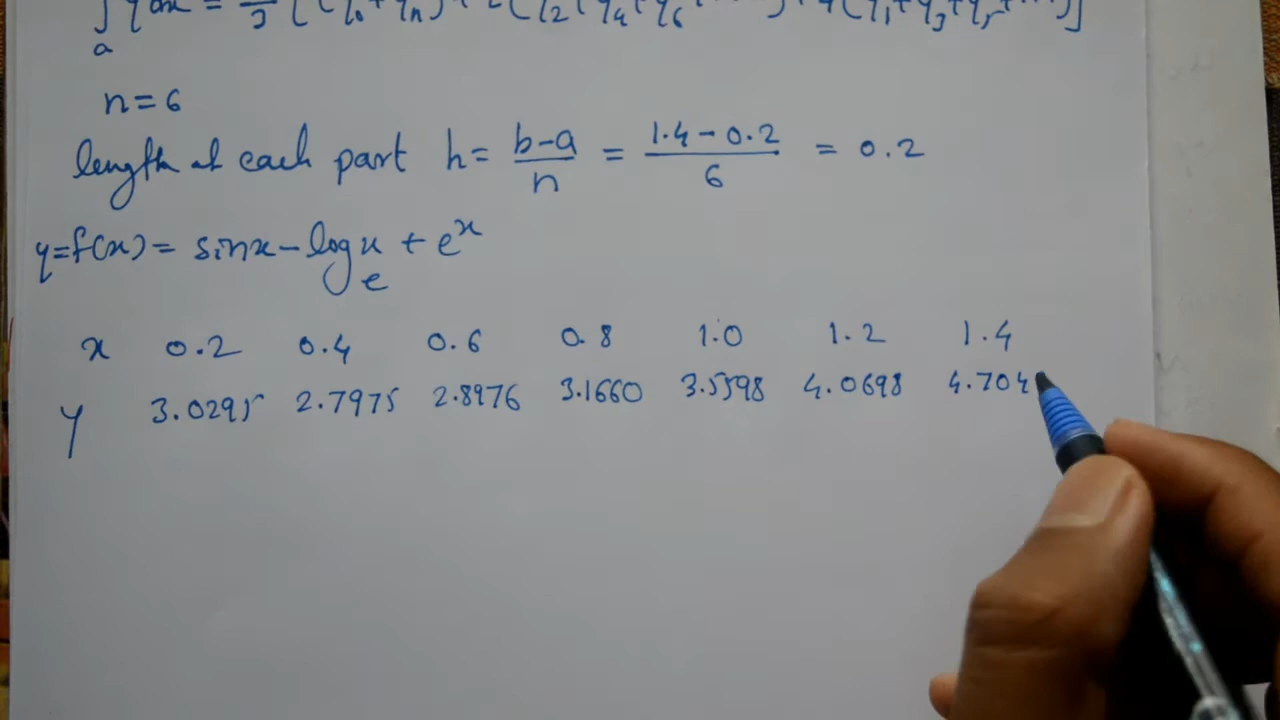 a
n=6
length of each part h = b-a/n = 1.4-0.2/6 = 0.2
y=f(x)= sinx - log_e x + e^x
x 0.2 0.4 0.6 0.8 1.0 1.2 1.4
y 3.0295 2.7975 2.8976 3.1660 3.5598 4.0698 4.704